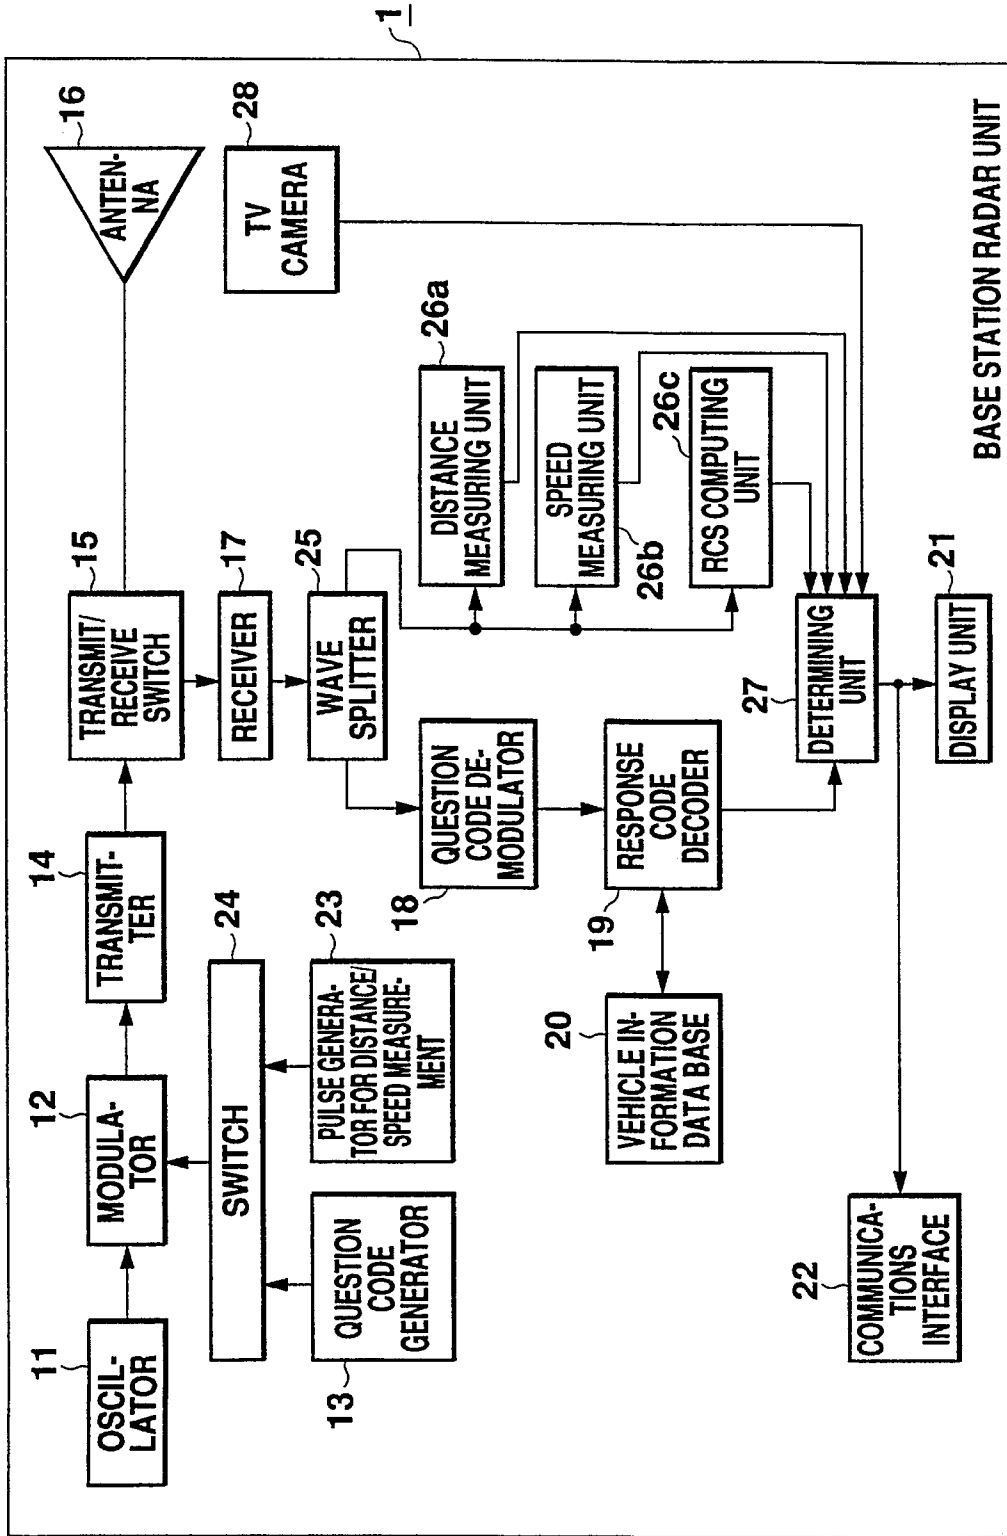 1
11
OSCIL-
LATOR
12
MODULA-
TOR
14
TRANSMIT-
TER
15
TRANSMIT/
RECEIVE
SWITCH
16
ANTEN-
NA
24
SWITCH
17
RECEIVER
28
TV
CAMERA
13
QUESTION
CODE
GENERATOR
23
PULSE GENERA-
TOR FOR DISTANCE/
SPEED MEASURE-
MENT
25
WAVE
SPLITTER
18
QUESTION
CODE DE-
MODULATOR
26a
DISTANCE
MEASURING UNIT
26b
SPEED
MEASURING UNIT
26c
RCS COMPUTING
UNIT
20
VEHICLE IN-
FORMATION
DATA BASE
19
RESPONSE
CODE
DECODER
27
DETERMINING
UNIT
22
COMMUNICA-
TIONS
INTERFACE
21
DISPLAY UNIT
BASE STATION RADAR UNIT